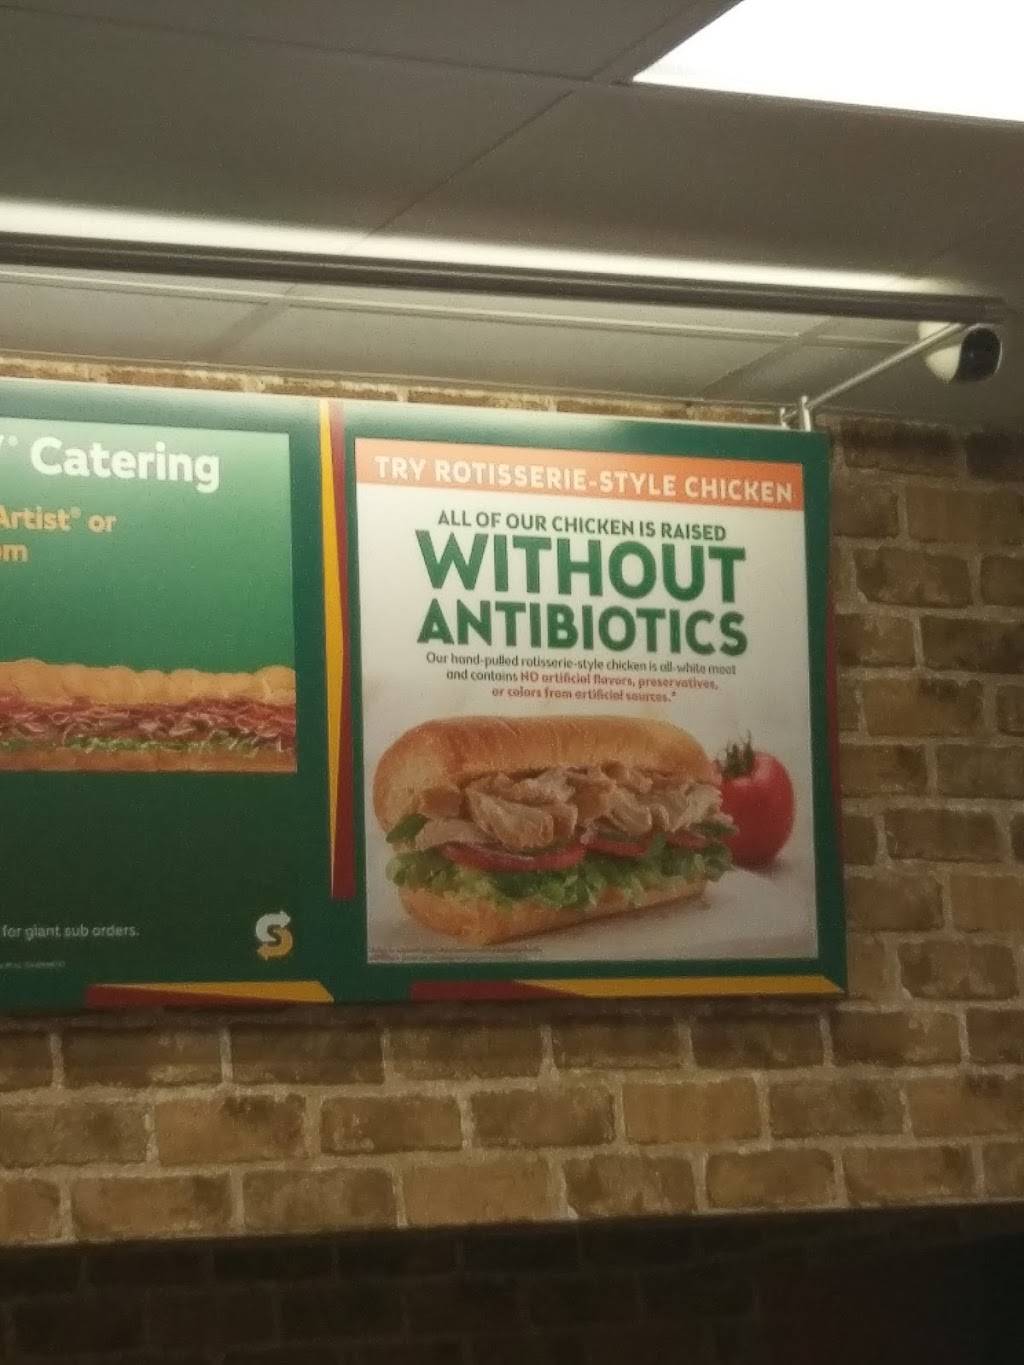 Catering
Artist® or
for giant sub orders.
S
TRY ROTISSERIE-STYLE CHICKEN
ALL OF OUR CHICKEN IS RAISED
WITHOUT
ANTIBIOTICS
Our hand-pulled rotisserie-style chicken is all-white meat
and contains NO artificial flavors, preservatives,
or colors from artificial sources.*